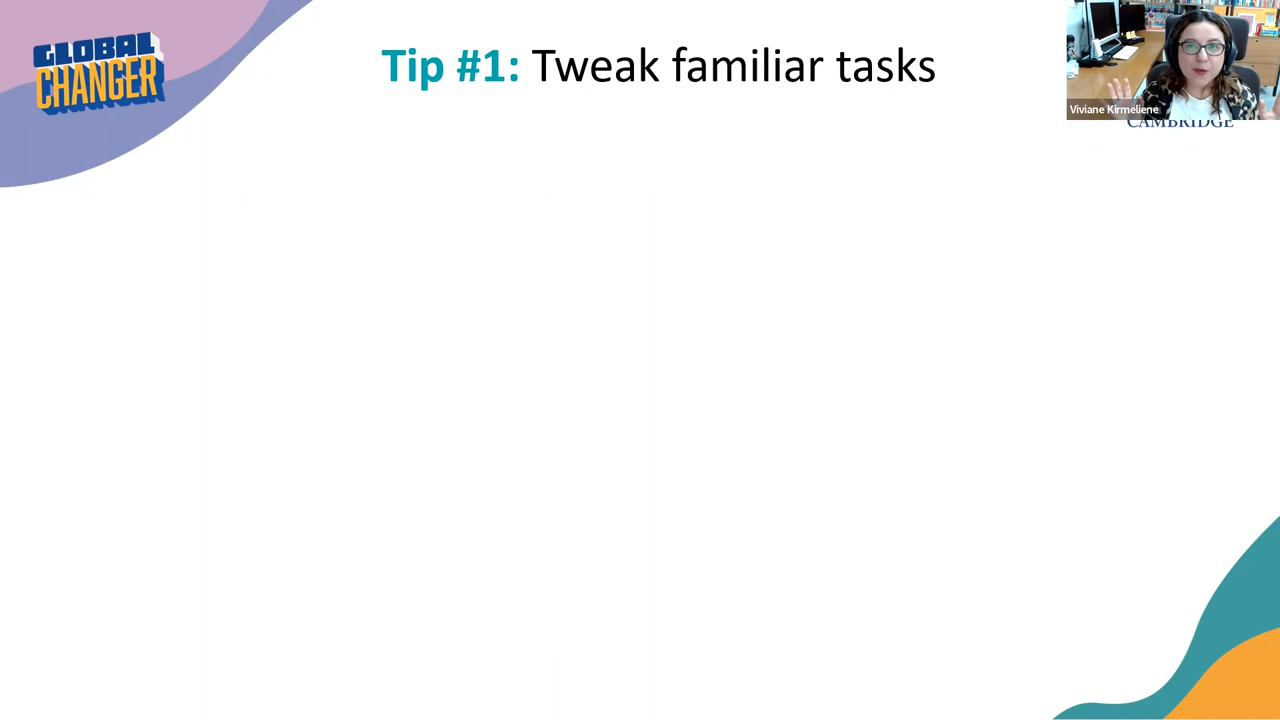 GLOBAL
CHANGER
Tip #1: Tweak familiar tasks
Viviane Kirmeliene
CAMBRIDGE